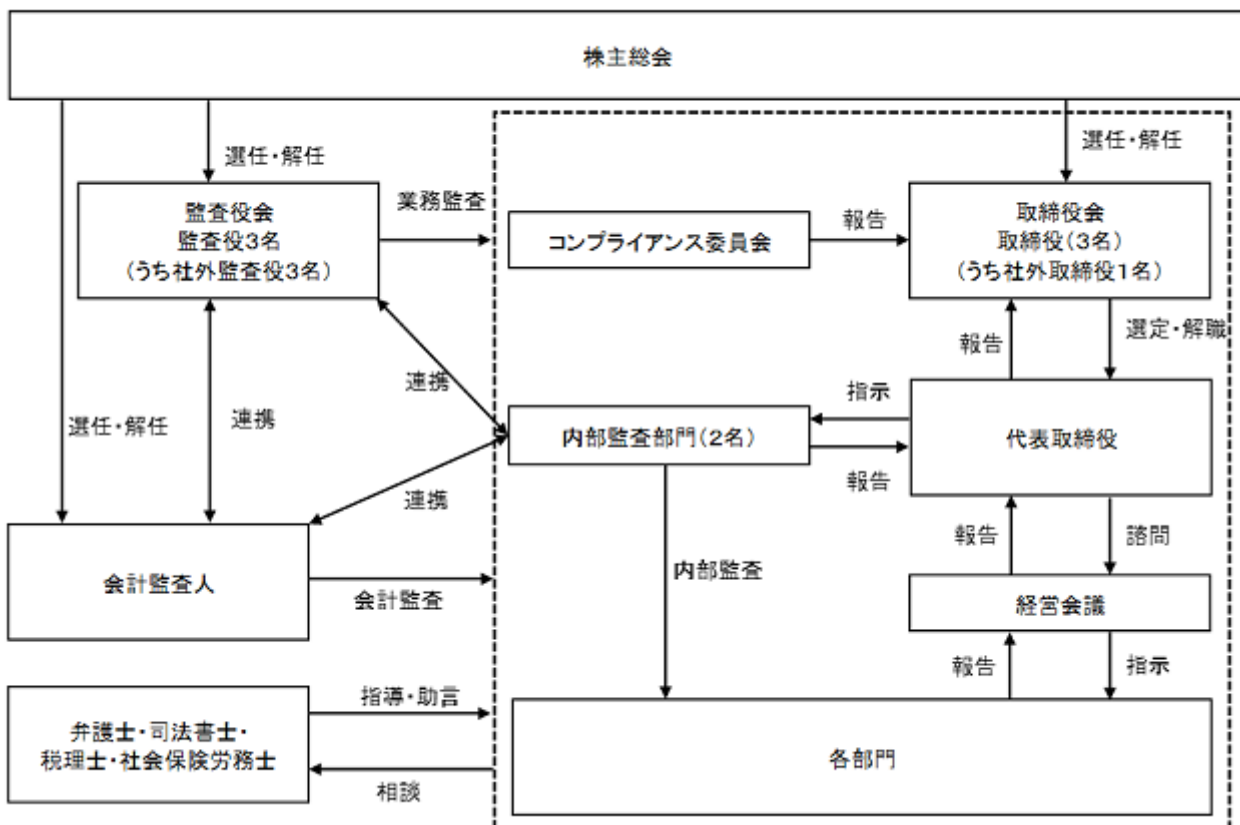 株主総会
選任・解任
選任・解任
監査役会
監査役3名
(うち社外監査役3名)
業務監査
コンプライアンス委員会
報告
取締役会
取締役(3名)
(うち社外取締役1名)
報告
選定・解職
選任・解任
連携
連携
指示
内部監査部門(2名)
報告
代表取締役
連携
報告
諮問
会計監査人
会計監査
内部監査
経営会議
報告
指示
弁護士・司法書士・
税理士・社会保険労務士
指導・助言
相談
各部門